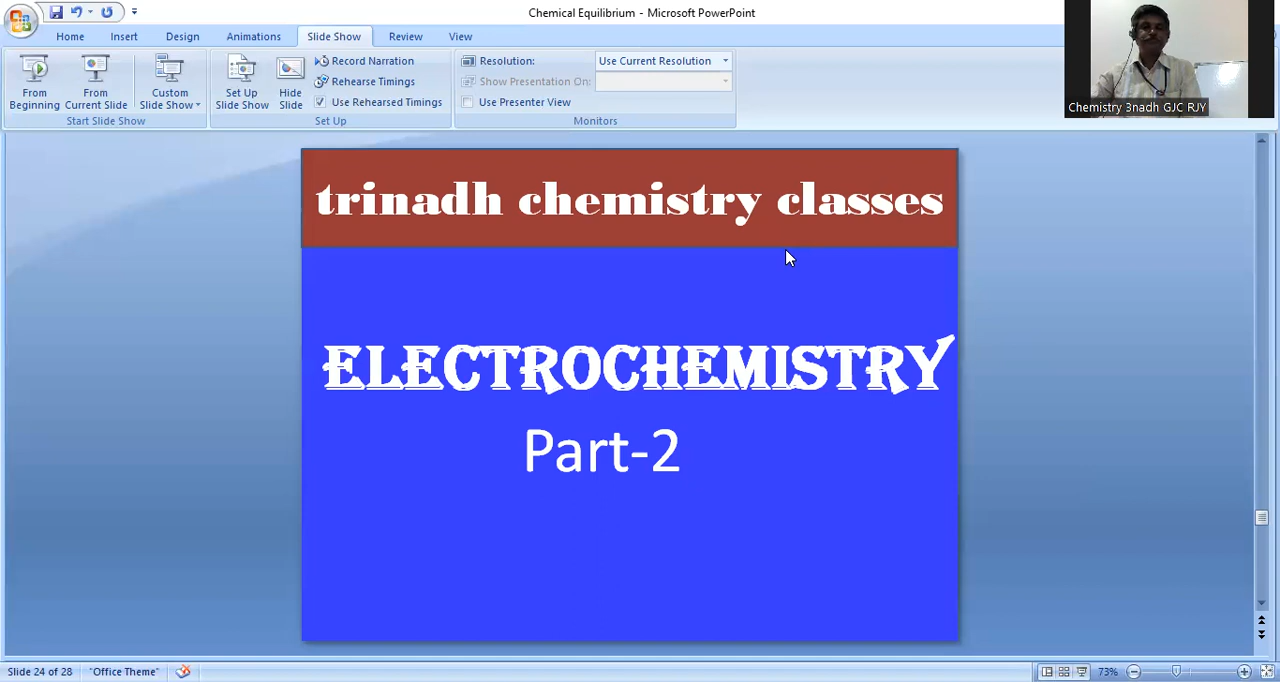 Chemical Equilibrium - Microsoft PowerPoint
Home Insert Design Animations Slide Show Review View
From Beginning
From Current Slide
Custom Slide Show
Start Slide Show
Set Up Slide Show
Hide Slide
Record Narration
Rehearse Timings
Use Rehearsed Timings
Set Up
Resolution: Use Current Resolution
Show Presentation On:
Use Presenter View
Monitors
Chemistry 3nadh GJC RJY
trinadh chemistry classes
ELECTROCHEMISTRY
Part-2
Slide 24 of 28 "Office Theme" 73%